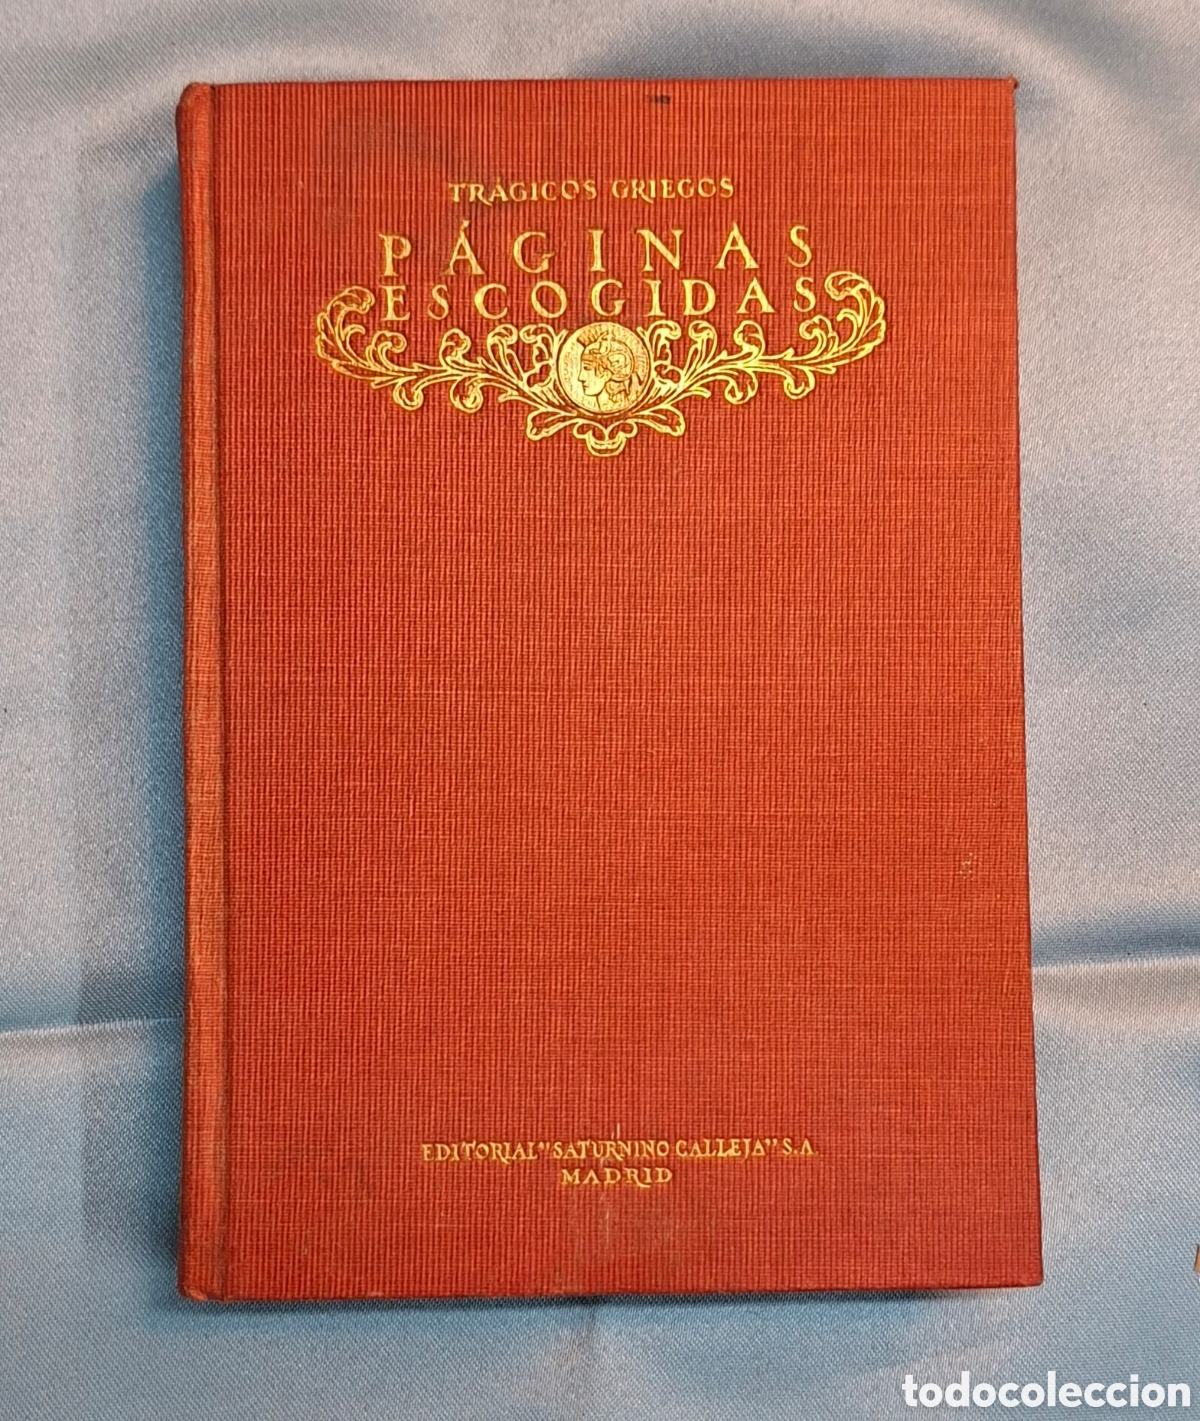 TRÁGICOS GRIEGOS
PÁGINAS
ESCOGIDAS
EDITORIAL "SATURNINO CALLEJA" S.A.
MADRID
todocoleccion